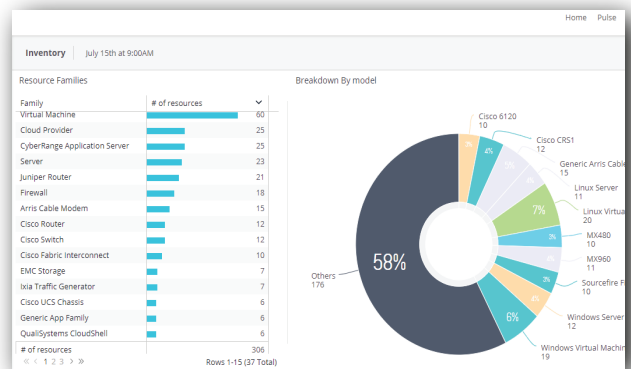 Home Pulse
Inventory July 15th at 9:00AM
Resource Families
Family # of resources
Virtual Machine 60
Cloud Provider 25
CyberRange Application Server 25
Server 23
Juniper Router 21
Firewall 18
Arris Cable Modem 15
Cisco Router 12
Cisco Switch 12
Cisco Fabric Interconnect 10
EMC Storage 7
Ixia Traffic Generator 7
Cisco UCS Chassis 6
Generic App Family 6
QualiSystems CloudShell 6
# of resources 306
« < 1 2 3 > » Rows 1-15 (37 Total)
Breakdown By model
Cisco 6120
10
Cisco CRS1
12
Generic Arris Cable
15
Linux Server
11
Linux Virtua
20
MX480
10
MX960
11
Sourcefire Fi
10
Windows Server
12
Windows Virtual Machin
19
Others
176
3%
4%
7%
3%
3%
4%
6%
58%